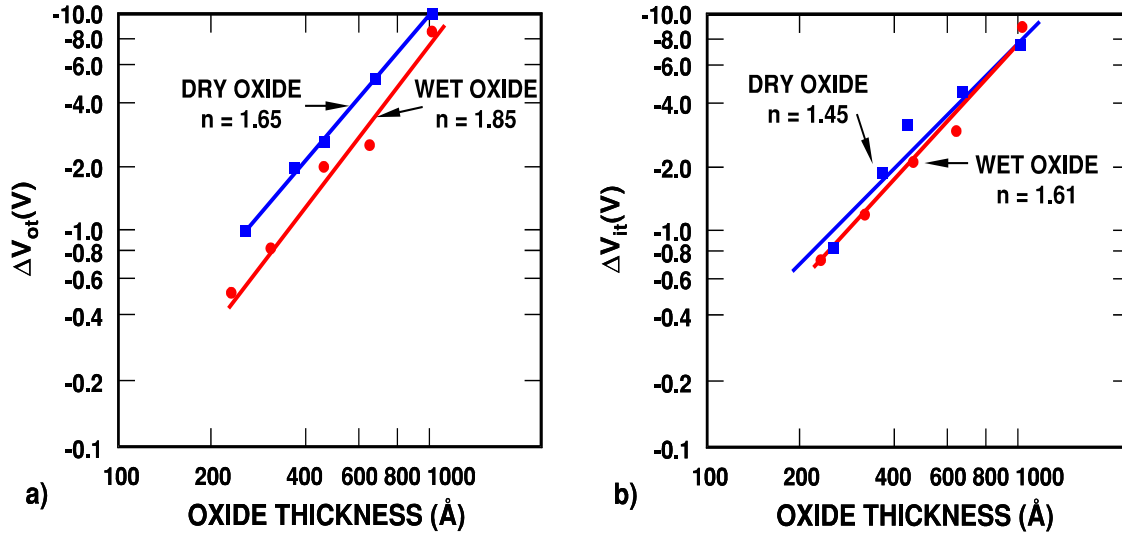 -10.0
-8.0
-6.0
-4.0
-2.0
-1.0
-0.8
-0.6
-0.4
-0.2
-0.1
ΔV_ot(V)
DRY OXIDE
n = 1.65
WET OXIDE
n = 1.85
100 200 400 600 800 1000
a)
OXIDE THICKNESS (Å)
-10.0
-8.0
-6.0
-4.0
-2.0
-1.0
-0.8
-0.6
-0.4
-0.2
-0.1
ΔV_it(V)
DRY OXIDE
n = 1.45
WET OXIDE
n = 1.61
100 200 400 600 800 1000
b)
OXIDE THICKNESS (Å)